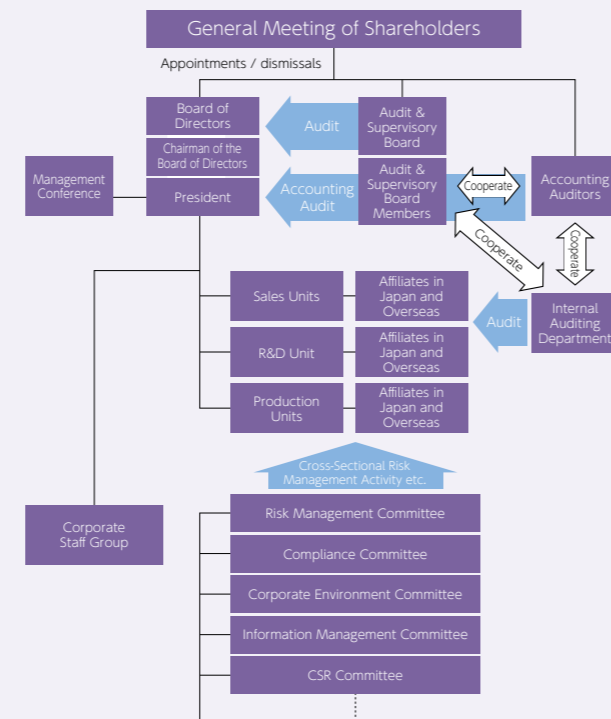 General Meeting of Shareholders
Appointments / dismissals
Board of
Directors
Audit
Audit &
Supervisory
Board
Chairman of the
Board of Directors
Management
Conference
President
Accounting
Audit
Audit &
Supervisory
Board
Members
Cooperate
Accounting
Auditors
Cooperate
Cooperate
Sales Units
Affiliates in
Japan and
Overseas
Audit
Internal
Auditing
Department
R&D Unit
Affiliates in
Japan and
Overseas
Production
Units
Affiliates in
Japan and
Overseas
Cross-Sectional Risk
Management Activity etc.
Corporate
Staff Group
Risk Management Committee
Compliance Committee
Corporate Environment Committee
Information Management Committee
CSR Committee